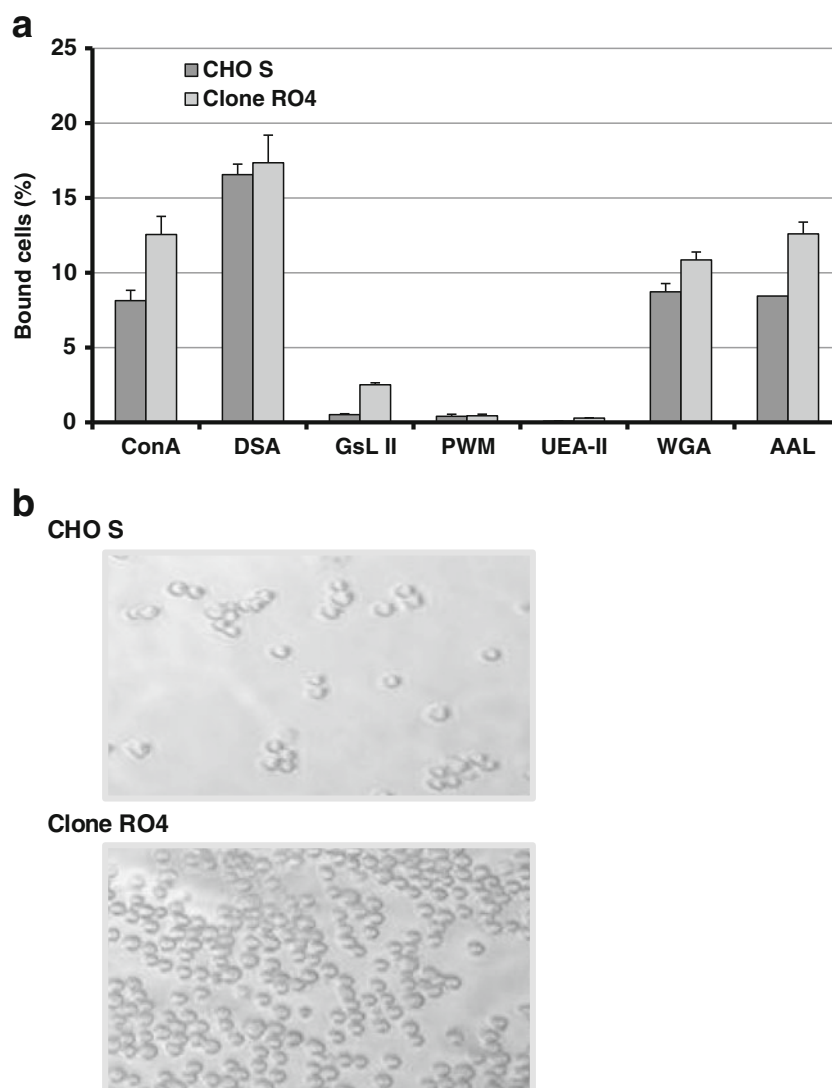 a
25
20
15
10
5
0
Bound cells (%)
CHO S
Clone RO4
ConA DSA GsL II PWM UEA-II WGA AAL
b
CHO S
Clone RO4